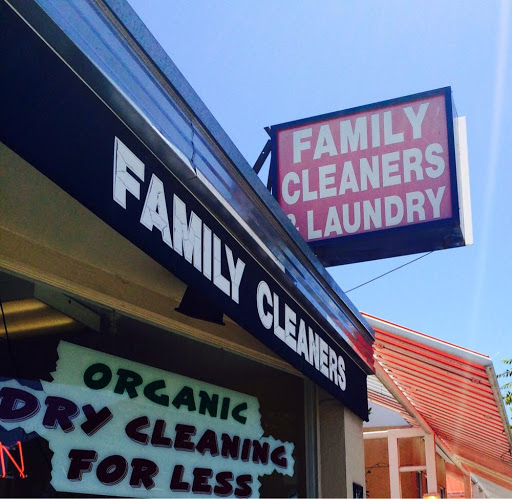 FAMILY
CLEANERS
& LAUNDRY
FAMILY CLEANERS
ORGANIC
DRY CLEANING
FOR LESS